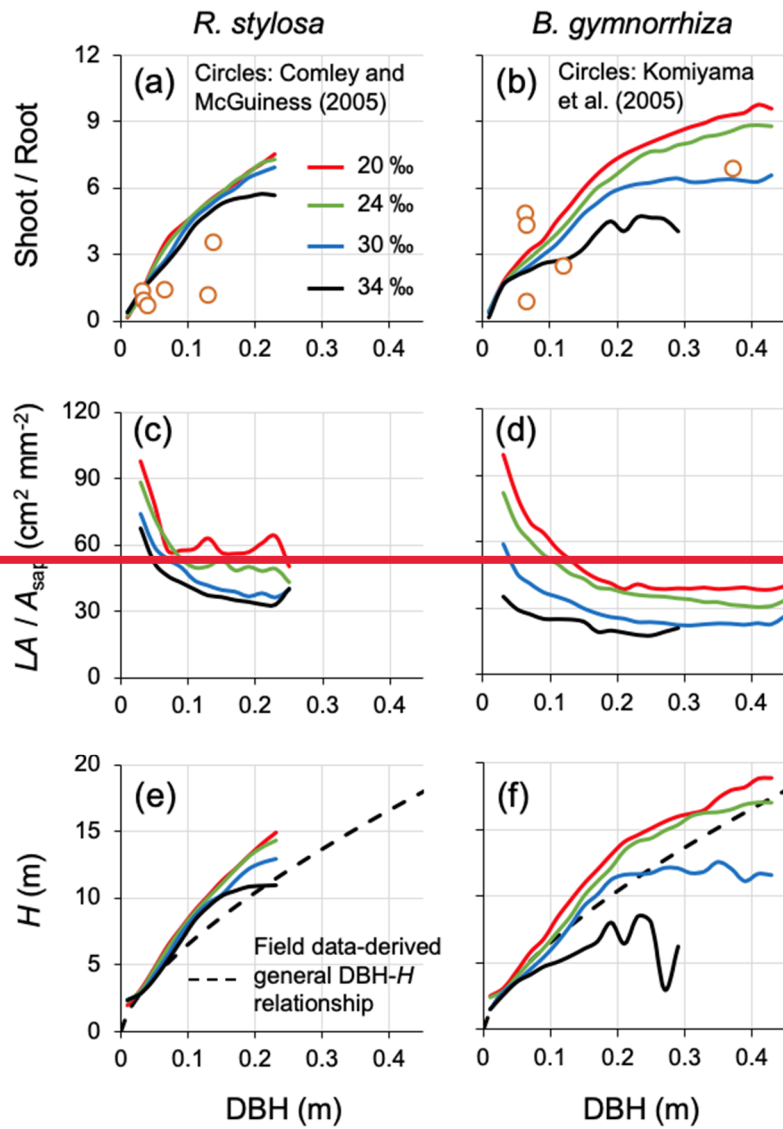 R. stylosa
B. gymnorrhiza
Shoot / Root
12
9
6
3
0
(a)
Circles: Comley and
McGuiness (2005)
20 ‰
24 ‰
30 ‰
34 ‰
0 0.1 0.2 0.3 0.4
(b)
Circles: Komiyama
et al. (2005)
0 0.1 0.2 0.3 0.4
LA / Asap (cm² mm⁻²)
120
90
60
30
0
(c)
0 0.1 0.2 0.3 0.4
(d)
0 0.1 0.2 0.3 0.4
H (m)
20
15
10
5
0
(e)
Field data-derived
general DBH-H
relationship
0 0.1 0.2 0.3 0.4
DBH (m)
(f)
0 0.1 0.2 0.3 0.4
DBH (m)